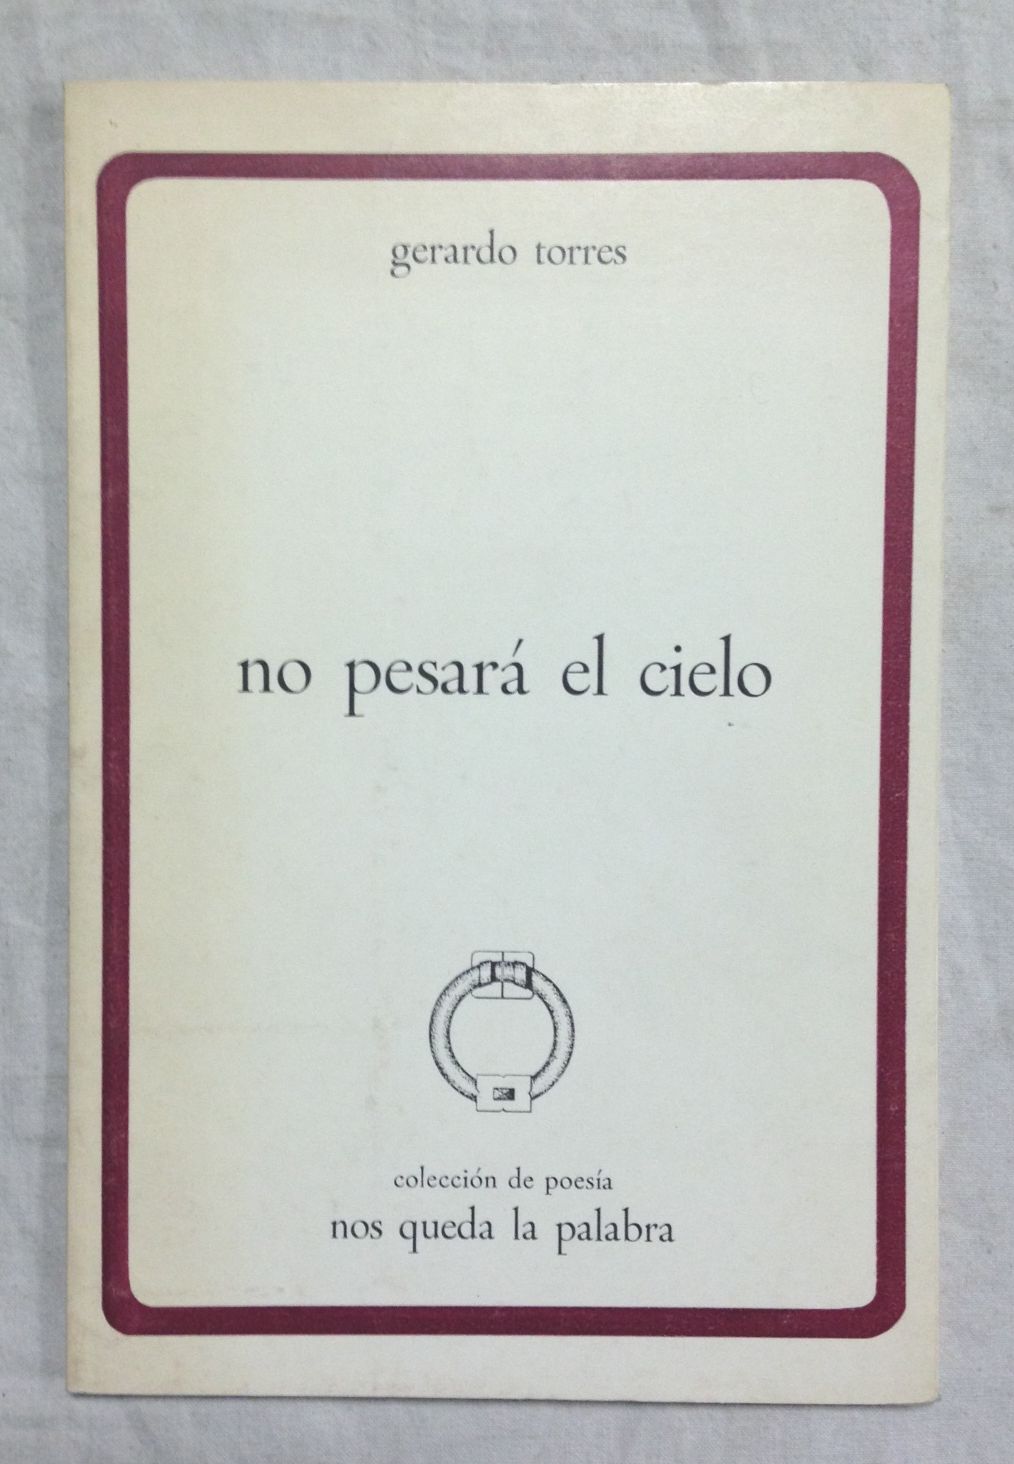 gerardo torres
no pesará el cielo
colección de poesía
nos queda la palabra